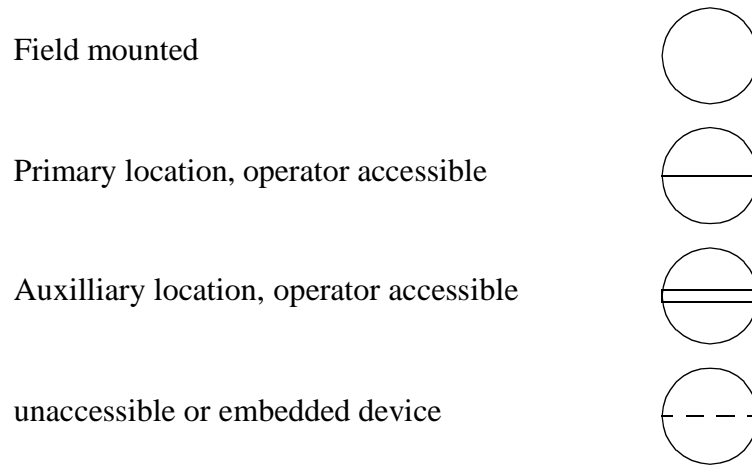 Field mounted
Primary location, operator accessible
Auxilliary location, operator accessible
unaccessible or embedded device